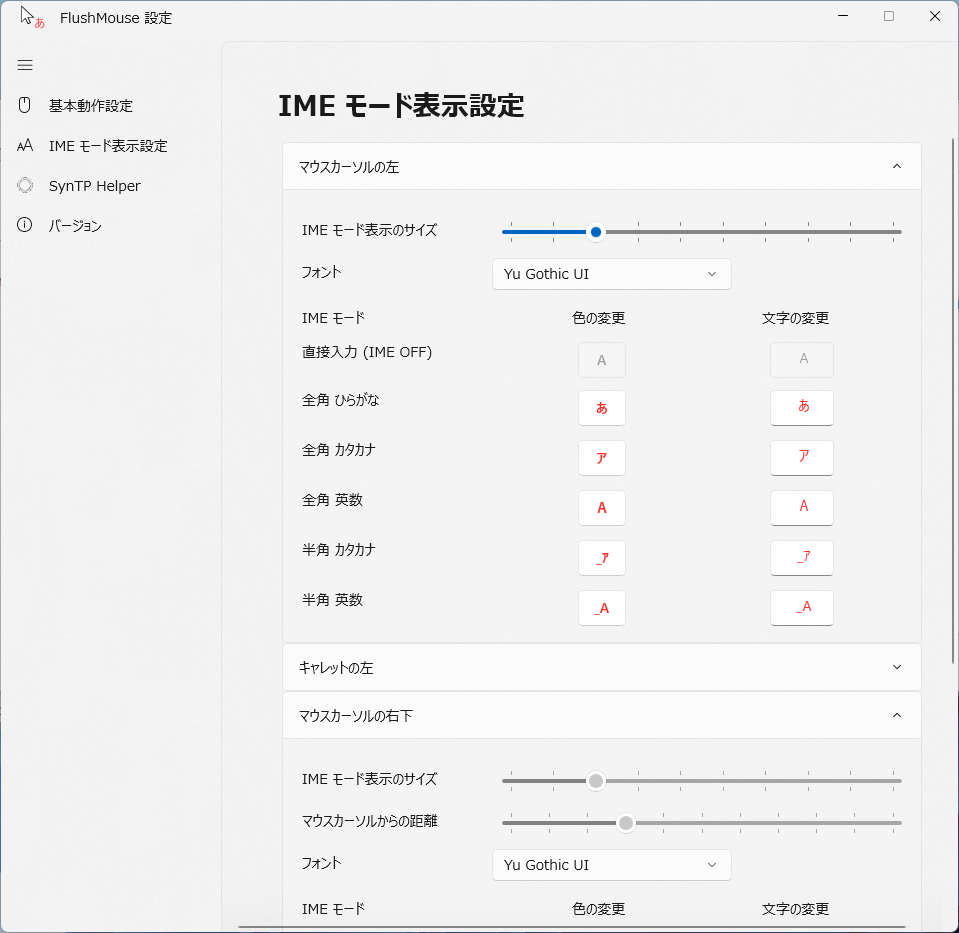 あ FlushMouse 設定
基本動作設定
AA IME モード表示設定
SynTP Helper
バージョン
IME モード表示設定
マウスカーソルの左
IME モード表示のサイズ
フォント Yu Gothic UI
IME モード 色の変更 文字の変更
直接入力 (IME OFF) A A
全角 ひらがな あ あ
全角 カタカナ ア ア
全角 英数 A A
半角 カタカナ _ｱ _ｱ
半角 英数 _A _A
キャレットの左
マウスカーソルの右下
IME モード表示のサイズ
マウスカーソルからの距離
フォント Yu Gothic UI
IME モード 色の変更 文字の変更